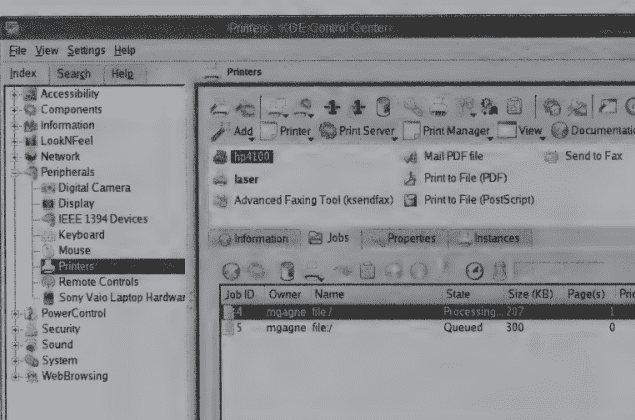 Printers - KDE Control Center
File View Settings Help
Index Search Help
Printers
Accessibility
Components
Information
LookNFeel
Network
Peripherals
Digital Camera
Display
IEEE 1394 Devices
Keyboard
Mouse
Printers
Remote Controls
Sony Vaio Laptop Hardwar
PowerControl
Security
Sound
System
WebBrowsing
Add Printer Print Server Print Manager View Documentati
hp4100 Mail PDF file Send to Fax
laser Print to File (PDF)
Advanced Faxing Tool (ksendfax) Print to File (PostScript)
Information Jobs Properties Instances
Job ID Owner Name State Size (KB) Page(s) Prin
4 mgagne file:/ Processing... 207 1
5 mgagne file:/ Queued 300 0